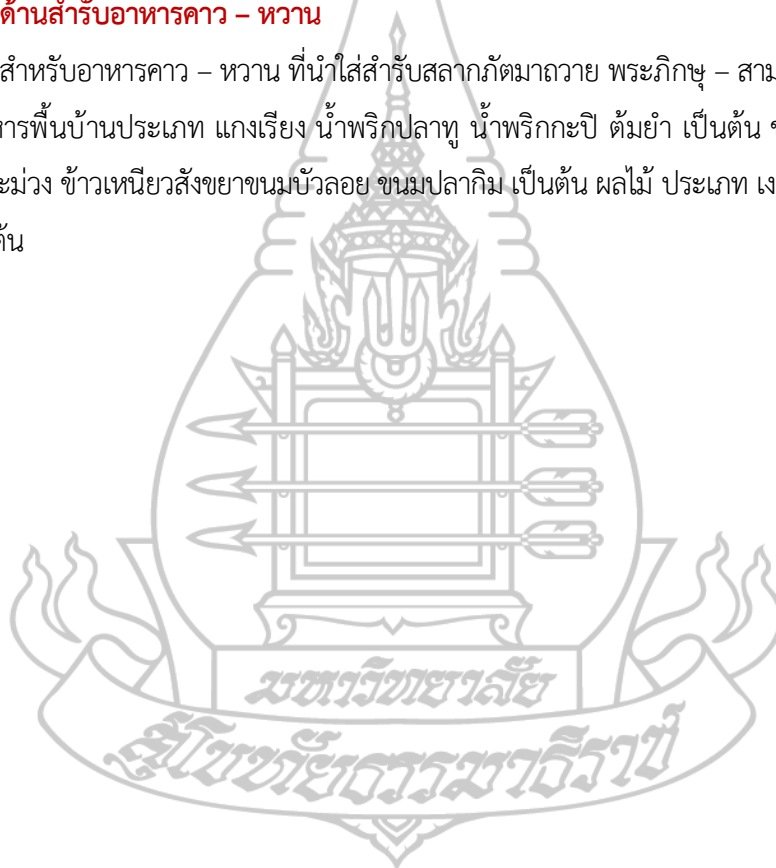 ด้านสำรับอาหารคาว – หวาน
สำหรับอาหารคาว – หวาน ที่นำใส่สำรับสลากภัตมาถวาย พระภิกษุ – สาม
หารพื้นบ้านประเภท แกงเรียง น้ำพริกปลาทู น้ำพริกกะปิ ต้มยำ เป็นต้น
ะม่วง ข้าวเหนียวสังขยาขนมบัวลอย ขนมปลากิม เป็นต้น ผลไม้ ประเภท เง
ต้น
มหาวิทยาลัย
สุโขทัยธรรมาธิราช